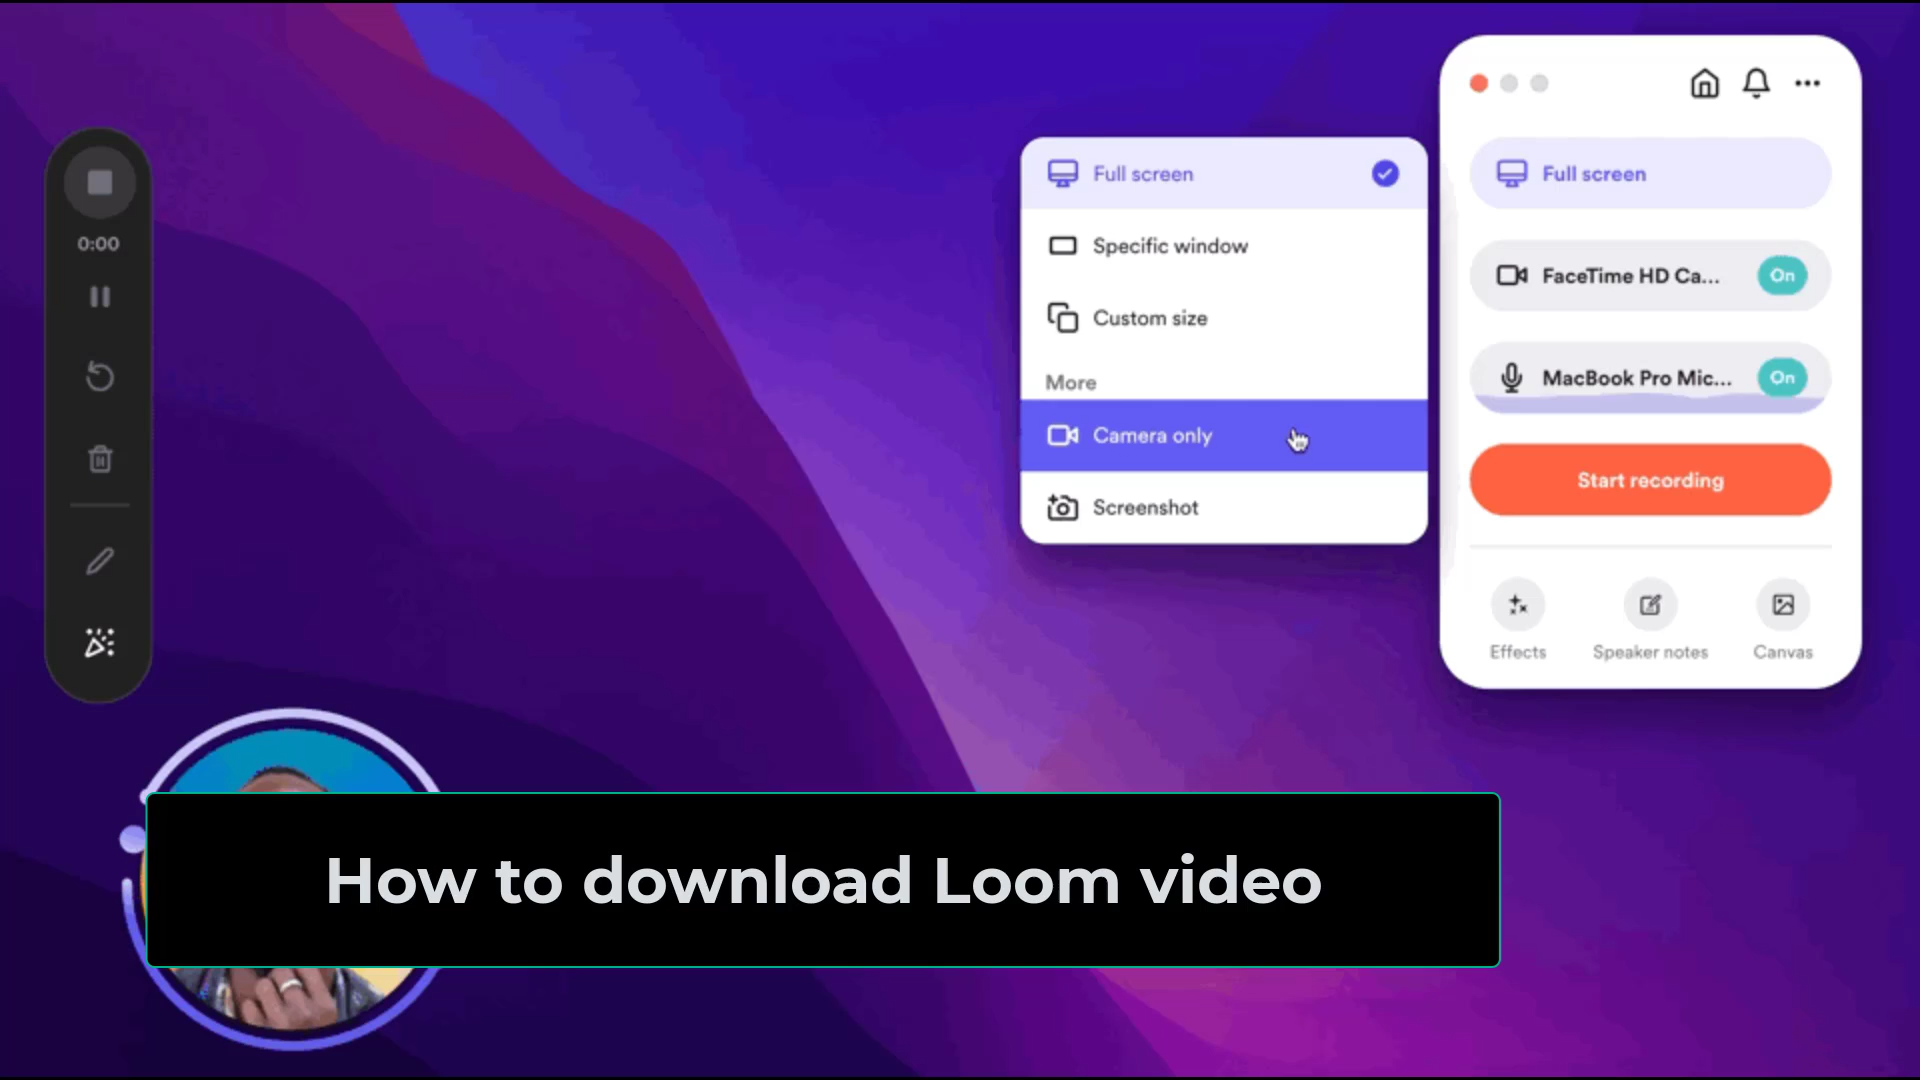 0:00
Full screen
Specific window
Custom size
More
Camera only
Screenshot
Full screen
FaceTime HD Ca...
On
MacBook Pro Mic...
On
Start recording
Effects
Speaker notes
Canvas
How to download Loom video